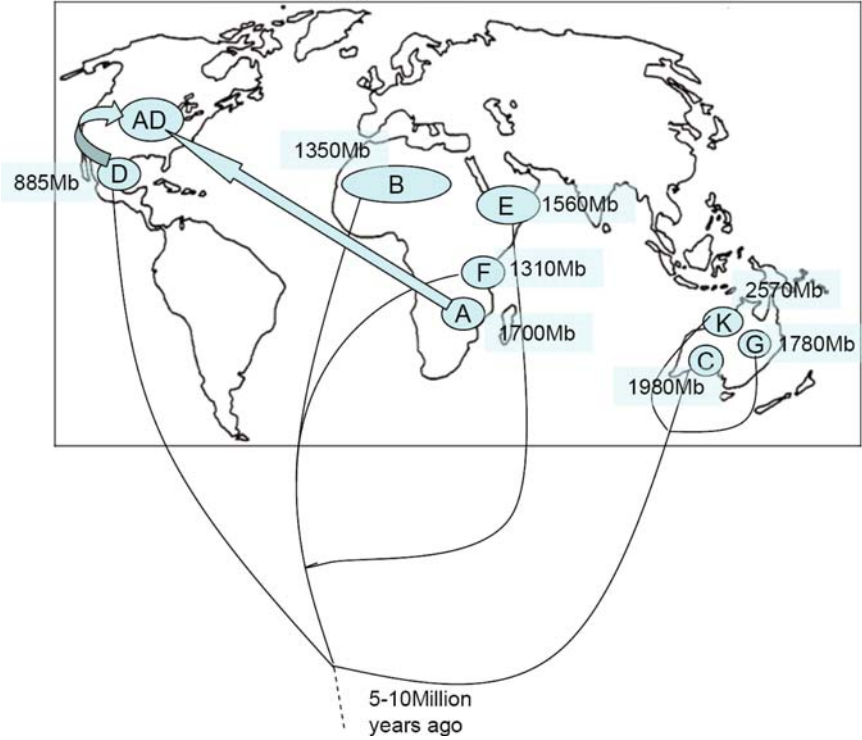 AD
1350Mb
885Mb
D
B
E
1560Mb
F
1310Mb
A
1700Mb
2570Mb
K
G
1780Mb
C
1980Mb
5-10Million
years ago